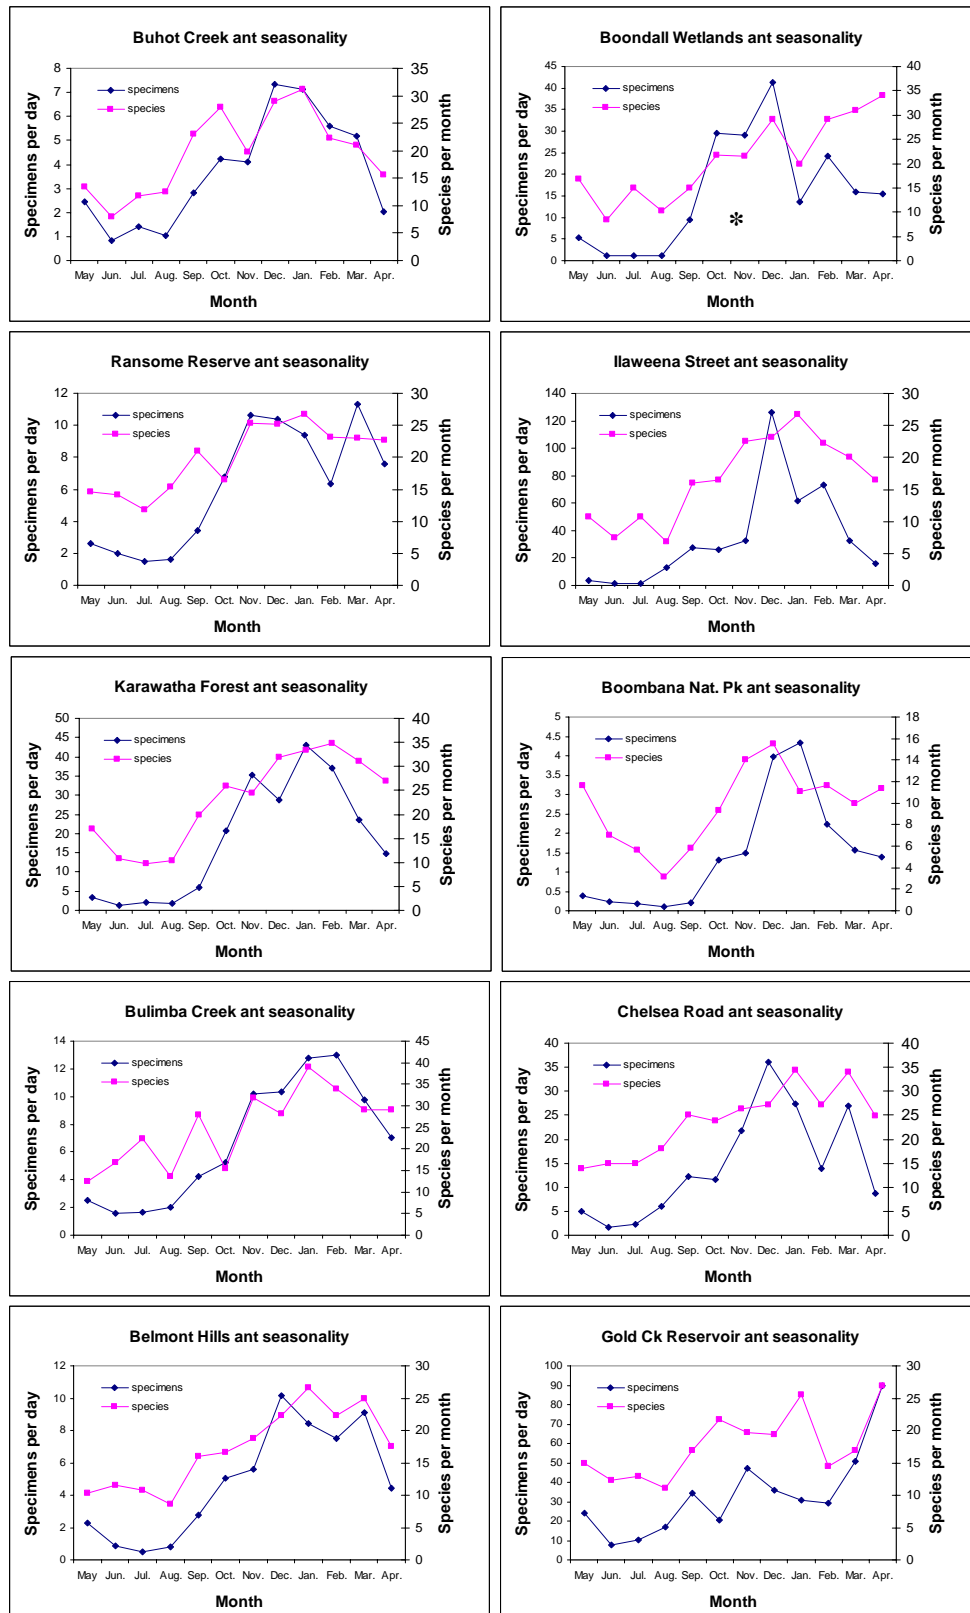 Buhot Creek ant seasonality
Specimens per day
8
7
6
5
4
3
2
1
0
specimens
species
35
30
25
20
15
10
5
0
Species per month
May Jun. Jul. Aug. Sep. Oct. Nov. Dec. Jan. Feb. Mar. Apr.
Month
Boondall Wetlands ant seasonality
Specimens per day
45
40
35
30
25
20
15
10
5
0
specimens
species
*
40
35
30
25
20
15
10
5
0
Species per month
May Jun. Jul. Aug. Sep. Oct. Nov. Dec. Jan. Feb. Mar. Apr.
Month
Ransome Reserve ant seasonality
Specimens per day
12
10
8
6
4
2
0
specimens
species
30
25
20
15
10
5
0
Species per month
May Jun. Jul. Aug. Sep. Oct. Nov. Dec. Jan. Feb. Mar. Apr.
Month
Ilaweena Street ant seasonality
Specimens per day
140
120
100
80
60
40
20
0
specimens
species
30
25
20
15
10
5
0
Species per month
May Jun. Jul. Aug. Sep. Oct. Nov. Dec. Jan. Feb. Mar. Apr.
Month
Karawatha Forest ant seasonality
Specimens per day
50
45
40
35
30
25
20
15
10
5
0
specimens
species
40
35
30
25
20
15
10
5
0
Species per month
May Jun. Jul. Aug. Sep. Oct. Nov. Dec. Jan. Feb. Mar. Apr.
Month
Boombana Nat. Pk ant seasonality
Specimens per day
5
4.5
4
3.5
3
2.5
2
1.5
1
0.5
0
specimens
species
18
16
14
12
10
8
6
4
2
0
Species per month
May Jun. Jul. Aug. Sep. Oct. Nov. Dec. Jan. Feb. Mar. Apr.
Month
Bulimba Creek ant seasonality
Specimens per day
14
12
10
8
6
4
2
0
specimens
species
45
40
35
30
25
20
15
10
5
0
Species per month
May Jun. Jul. Aug. Sep. Oct. Nov. Dec. Jan. Feb. Mar. Apr.
Month
Chelsea Road ant seasonality
Specimens per day
40
35
30
25
20
15
10
5
0
specimens
species
40
35
30
25
20
15
10
5
0
Species per month
May Jun. Jul. Aug. Sep. Oct. Nov. Dec. Jan. Feb. Mar. Apr.
Month
Belmont Hills ant seasonality
Specimens per day
12
10
8
6
4
2
0
specimens
species
30
25
20
15
10
5
0
Species per month
May Jun. Jul. Aug. Sep. Oct. Nov. Dec. Jan. Feb. Mar. Apr.
Month
Gold Ck Reservoir ant seasonality
Specimens per day
100
90
80
70
60
50
40
30
20
10
0
specimens
species
30
25
20
15
10
5
0
Species per month
May Jun. Jul. Aug. Sep. Oct. Nov. Dec. Jan. Feb. Mar. Apr.
Month